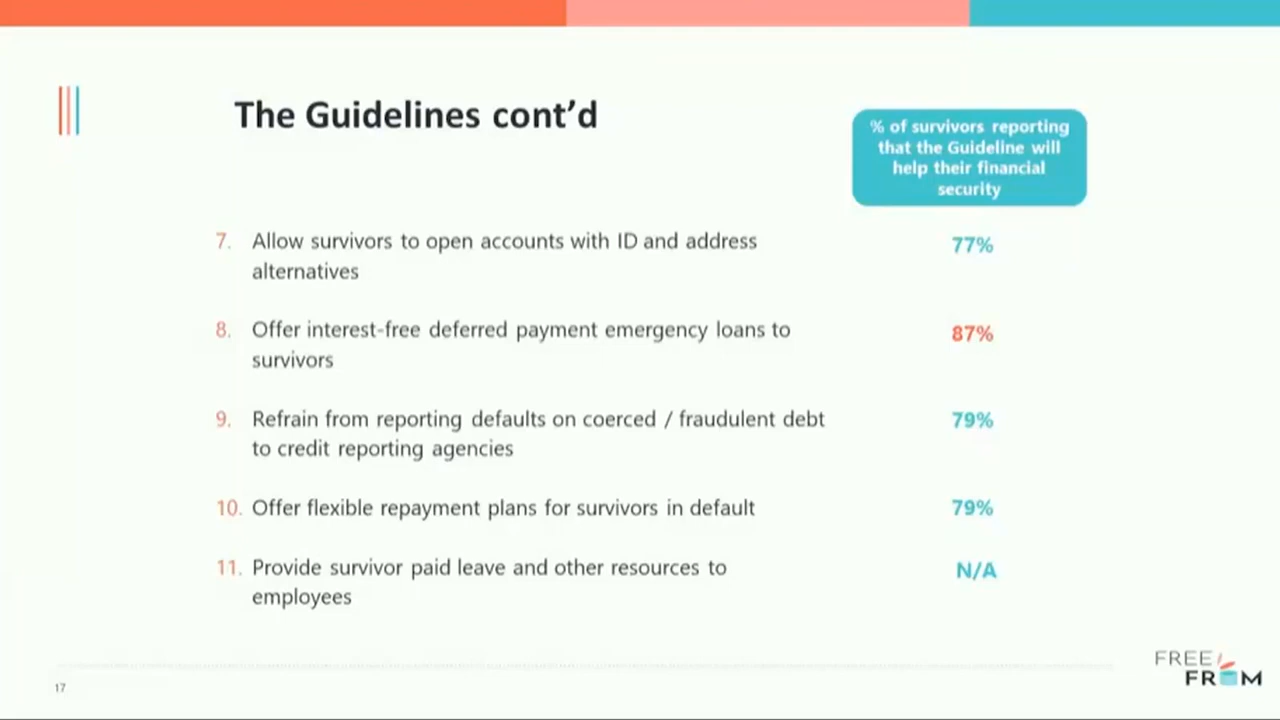 The Guidelines cont’d
% of survivors reporting
that the Guideline will
help their financial
security
7. Allow survivors to open accounts with ID and address
alternatives
77%
8. Offer interest-free deferred payment emergency loans to
survivors
87%
9. Refrain from reporting defaults on coerced / fraudulent debt
to credit reporting agencies
79%
10. Offer flexible repayment plans for survivors in default
79%
11. Provide survivor paid leave and other resources to
employees
N/A
17
FREE
FROM